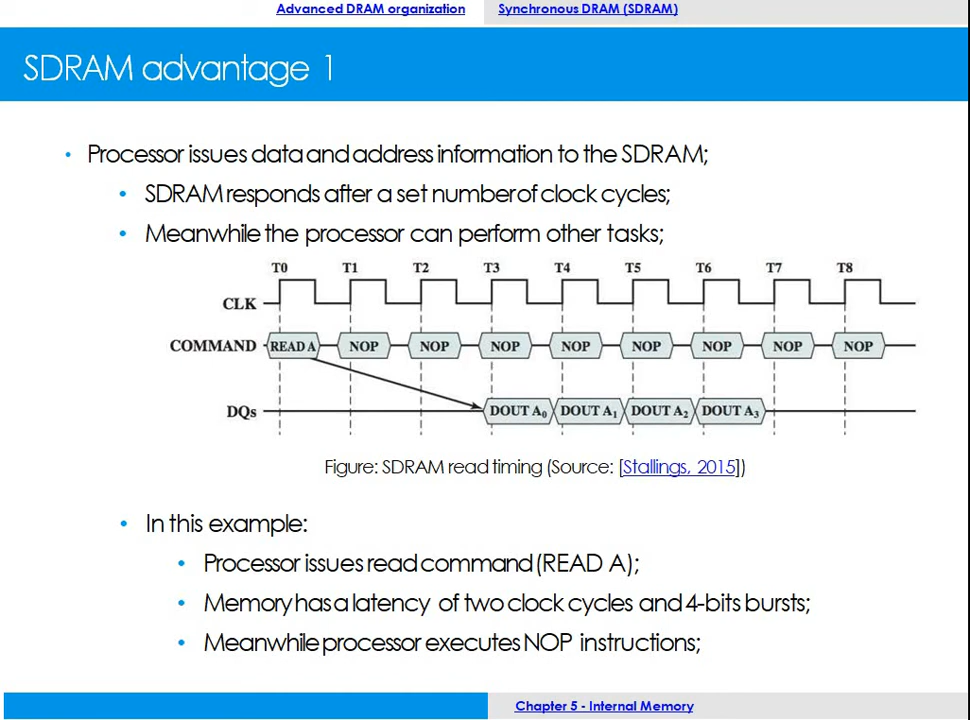 Advanced DRAM organization Synchronous DRAM (SDRAM)
SDRAM advantage 1
• Processor issues data and address information to the SDRAM;
• SDRAM responds after a set number of clock cycles;
• Meanwhile the processor can perform other tasks;
T0 T1 T2 T3 T4 T5 T6 T7 T8
CLK
COMMAND READ A NOP NOP NOP NOP NOP NOP NOP NOP
DQs DOUT A0 DOUT A1 DOUT A2 DOUT A3
Figure: SDRAM read timing (Source: [Stallings, 2015])
• In this example:
• Processor issues read command (READ A);
• Memory has a latency of two clock cycles and 4-bits bursts;
• Meanwhile processor executes NOP instructions;
Chapter 5 - Internal Memory